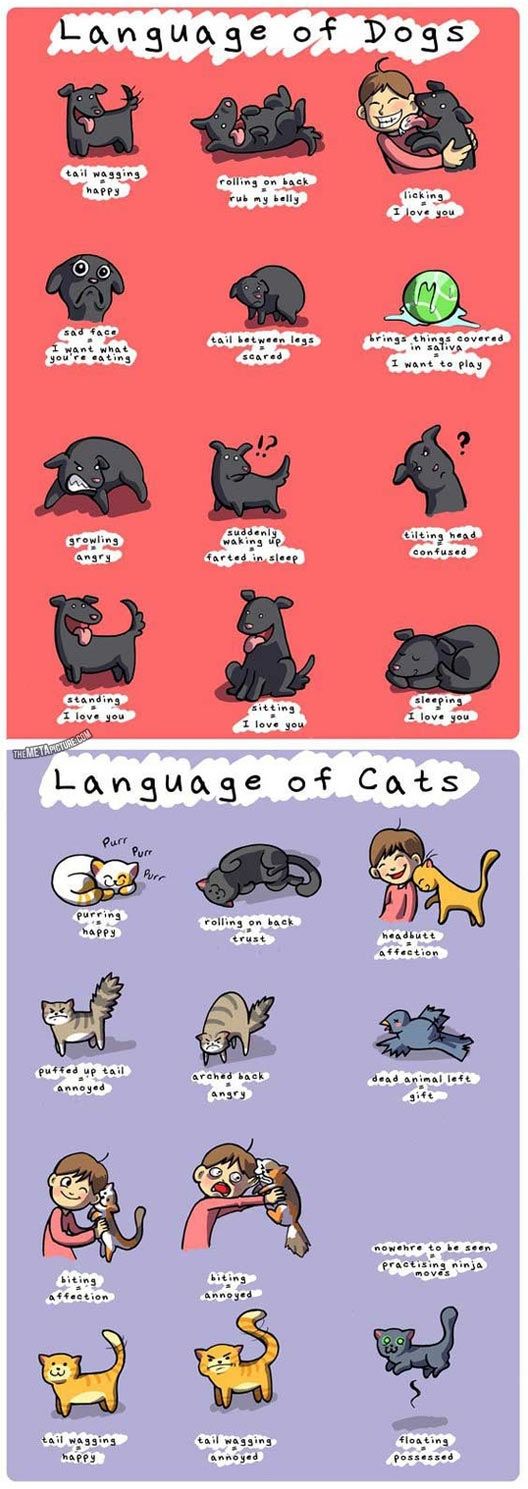 Language of Dogs
tail wagging
=
happy
rolling on back
=
rub my belly
licking
=
I love you
sad face
=
I want what
you're eating
tail between legs
=
scared
brings things covered
in saliva
=
I want to play
growling
=
angry
!?
suddenly
waking up
=
farted in sleep
?
tilting head
=
confused
standing
=
I love you
sitting
=
I love you
sleeping
=
I love you
THEMETAPICTURE.COM
Language of Cats
Purr
Purr
Purr
purring
=
happy
rolling on back
=
trust
headbutt
=
affection
puffed up tail
=
annoyed
arched back
=
angry
dead animal left
=
gift
biting
=
affection
biting
=
annoyed
nowehre to be seen
=
practising ninja
moves
tail wagging
=
happy
tail wagging
=
annoyed
floating
=
possessed